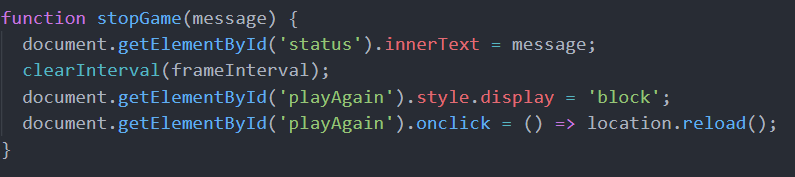 function stopGame(message) {
  document.getElementById('status').innerText = message;
  clearInterval(frameInterval);
  document.getElementById('playAgain').style.display = 'block';
  document.getElementById('playAgain').onclick = () => location.reload();
}